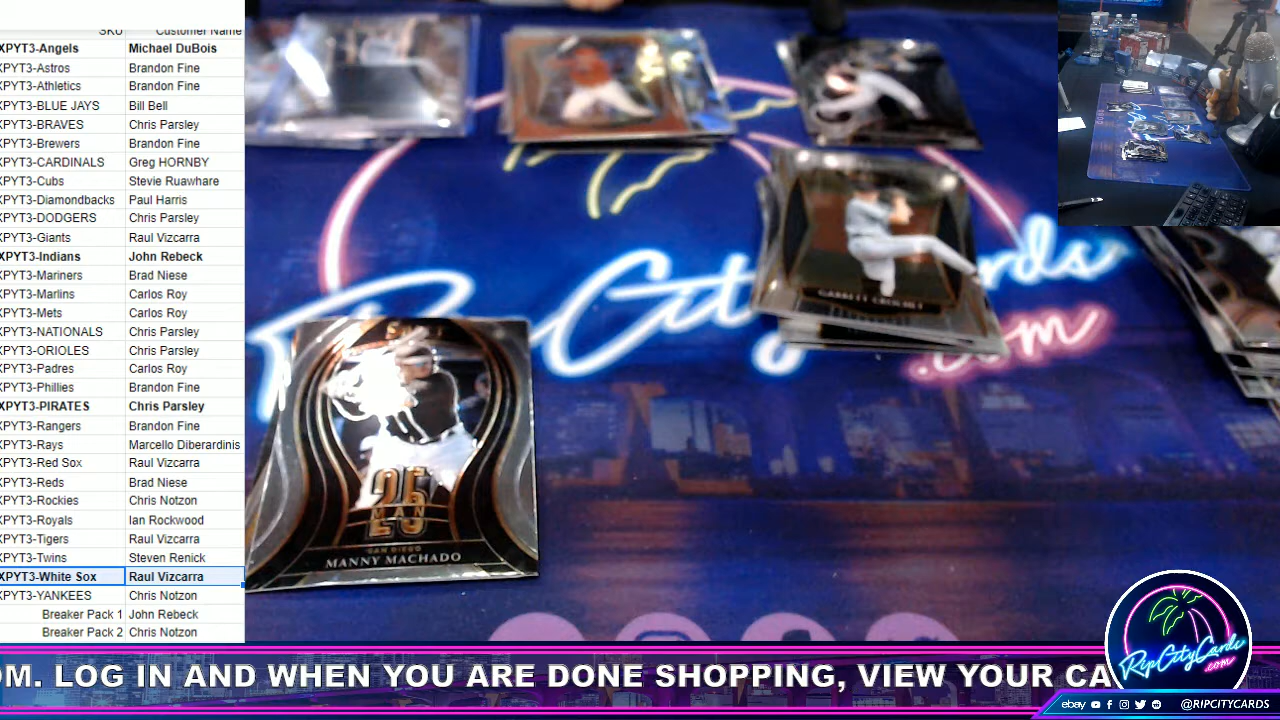 SKU Customer Name
XPYT3-Angels Michael DuBois
XPYT3-Astros Brandon Fine
XPYT3-Athletics Brandon Fine
XPYT3-BLUE JAYS Bill Bell
XPYT3-BRAVES Chris Parsley
XPYT3-Brewers Brandon Fine
XPYT3-CARDINALS Greg HORNBY
XPYT3-Cubs Stevie Ruawhare
XPYT3-Diamondbacks Paul Harris
XPYT3-DODGERS Chris Parsley
XPYT3-Giants Raul Vizcarra
XPYT3-Indians John Rebeck
XPYT3-Mariners Brad Niese
XPYT3-Marlins Carlos Roy
XPYT3-Mets Carlos Roy
XPYT3-NATIONALS Chris Parsley
XPYT3-ORIOLES Chris Parsley
XPYT3-Padres Carlos Roy
XPYT3-Phillies Brandon Fine
XPYT3-PIRATES Chris Parsley
XPYT3-Rangers Brandon Fine
XPYT3-Rays Marcello Diberardinis
XPYT3-Red Sox Raul Vizcarra
XPYT3-Reds Brad Niese
XPYT3-Rockies Chris Notzon
XPYT3-Royals Ian Rockwood
XPYT3-Tigers Raul Vizcarra
XPYT3-Twins Steven Renick
XPYT3-White Sox Raul Vizcarra
XPYT3-YANKEES Chris Notzon
Breaker Pack 1 John Rebeck
Breaker Pack 2 Chris Notzon
GARRETT CROCHET
Rip City Cards
.com
SELECT
26
MAN
SAN DIEGO
MANNY MACHADO
RipCityCards
.com
OM. LOG IN AND WHEN YOU ARE DONE SHOPPING, VIEW YOUR CA
ebay @RIPCITYCARDS